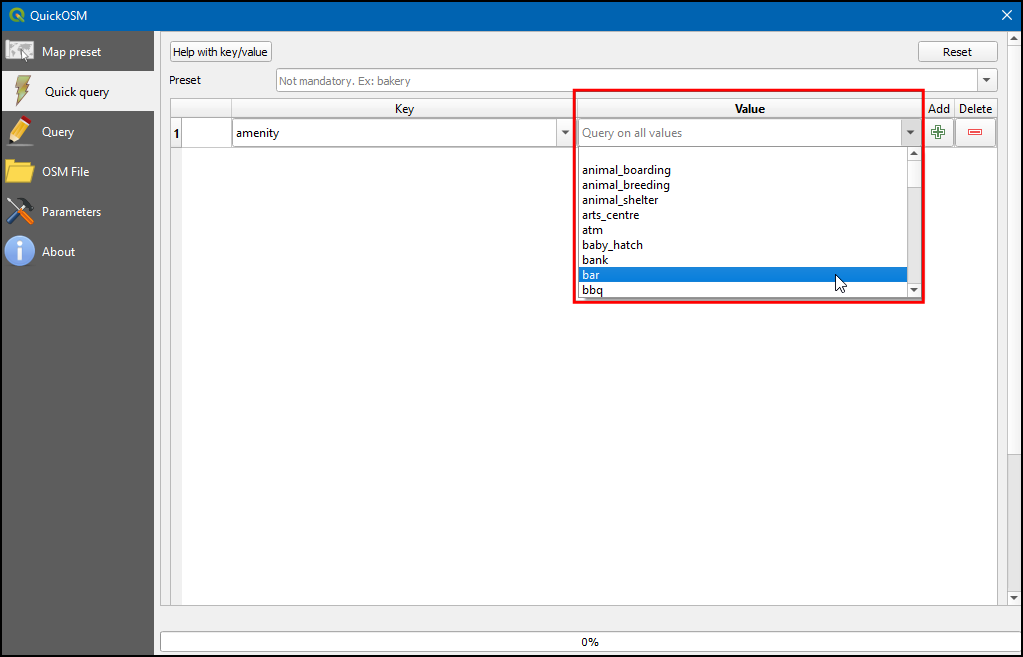 QuickOSM
Map preset
Quick query
Query
OSM File
Parameters
About
Help with key/value
Reset
Preset
Not mandatory. Ex: bakery
Key
Value
Add
Delete
1
amenity
Query on all values
animal_boarding
animal_breeding
animal_shelter
arts_centre
atm
baby_hatch
bank
bar
bbq
0%